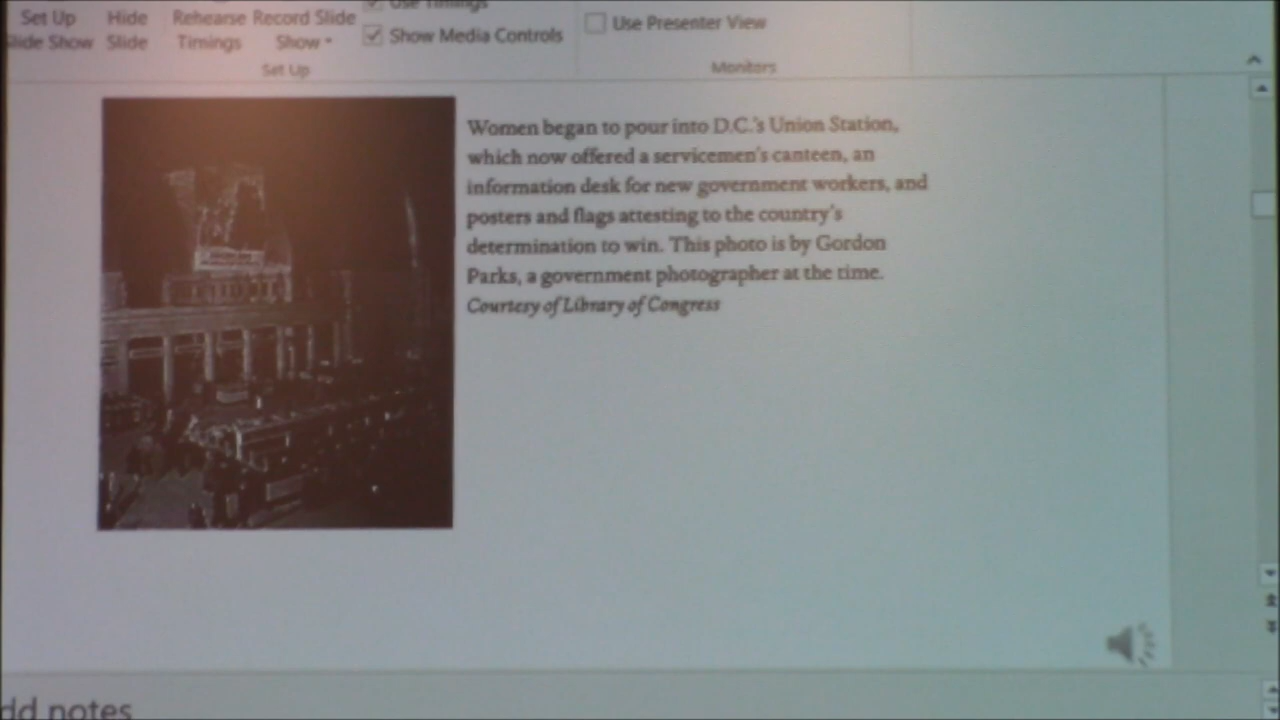 Use Timings
Set Up Hide Rehearse Record Slide
Slide Show Slide Timings Show
Show Media Controls
Use Presenter View
Set Up
Monitors
Women began to pour into D.C.'s Union Station,
which now offered a servicemen's canteen, an
information desk for new government workers, and
posters and flags attesting to the country's
determination to win. This photo is by Gordon
Parks, a government photographer at the time.
Courtesy of Library of Congress
dd notes